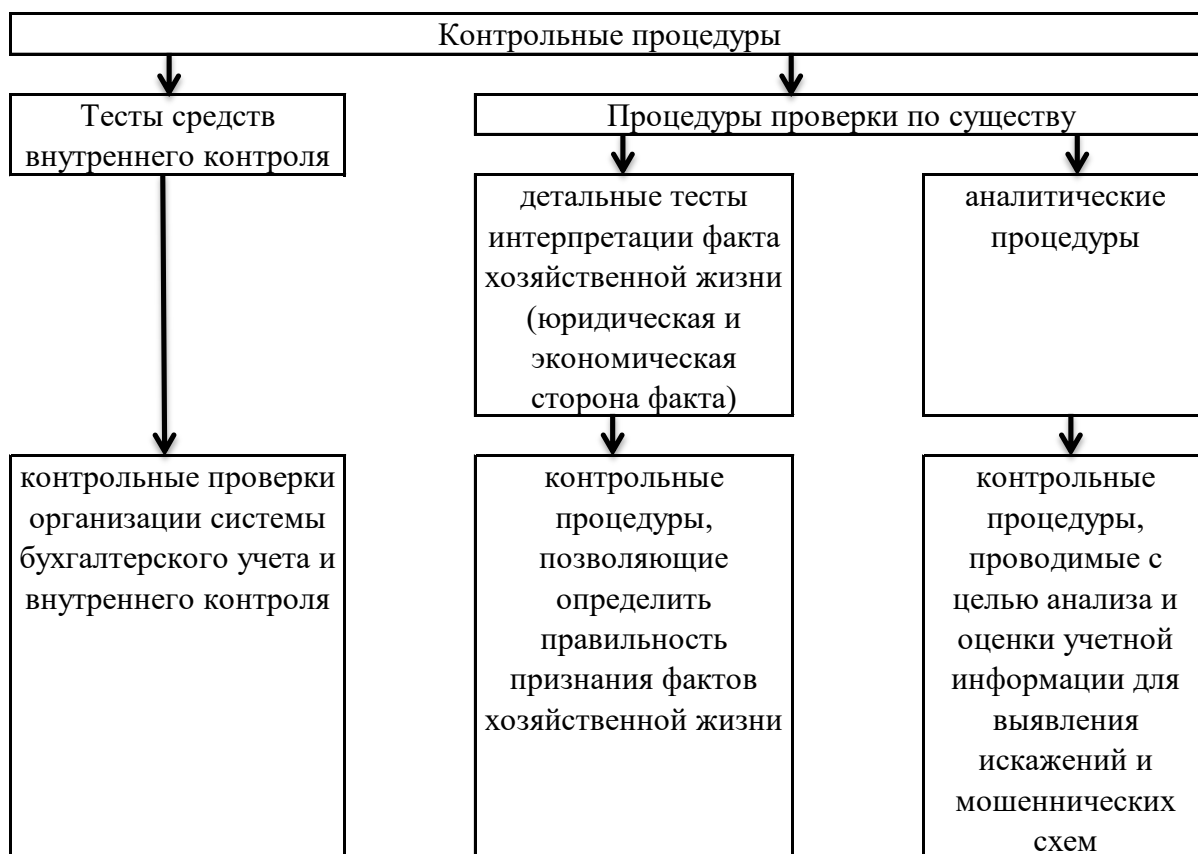 Контрольные процедуры
Тесты средств
внутреннего контроля
Процедуры проверки по существу
детальные тесты
интерпретации факта
хозяйственной жизни
(юридическая и
экономическая
сторона факта)
аналитические
процедуры
контрольные проверки
организации системы
бухгалтерского учета и
внутреннего контроля
контрольные
процедуры,
позволяющие
определить
правильность
признания фактов
хозяйственной жизни
контрольные
процедуры,
проводимые с
целью анализа и
оценки учетной
информации для
выявления
искажений и
мошеннических
схем